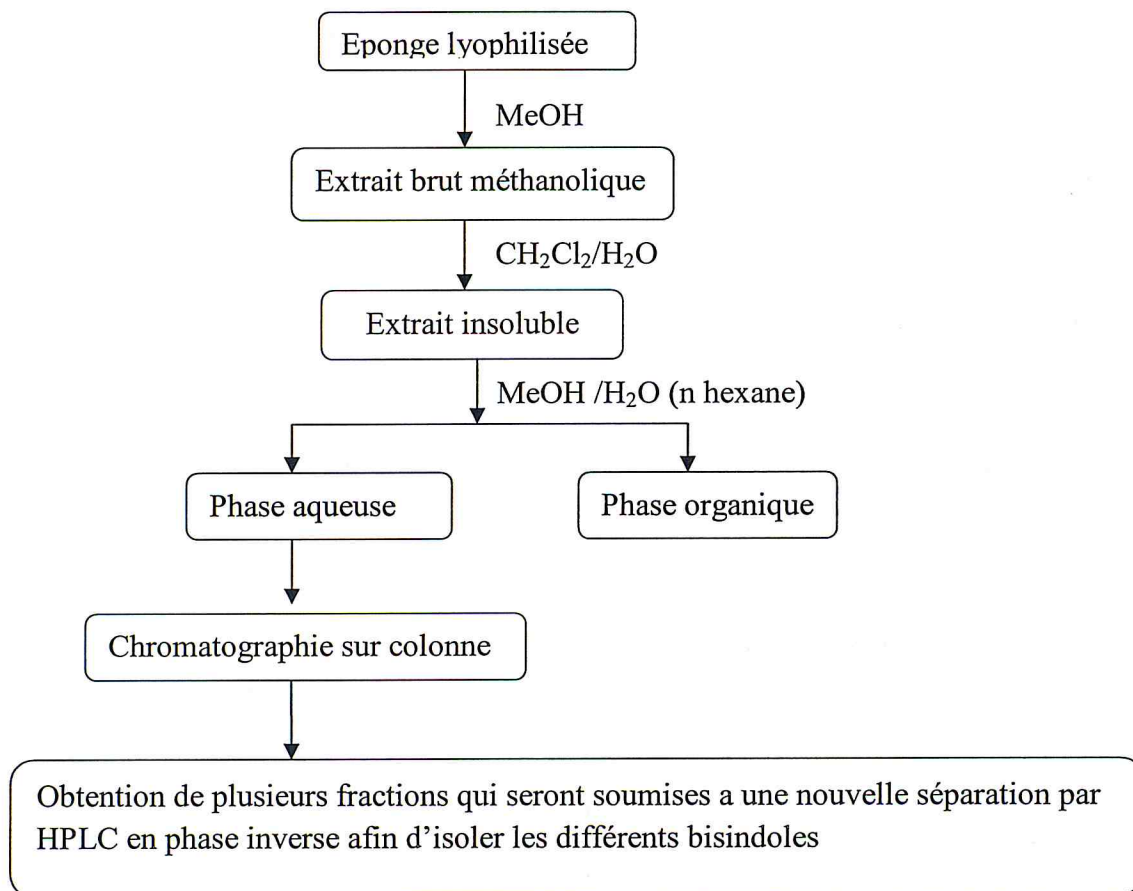 Eponge lyophilisée
MeOH
Extrait brut méthanolique
CH₂Cl₂/H₂O
Extrait insoluble
MeOH /H₂O (n hexane)
Phase aqueuse
Phase organique
Chromatographie sur colonne
Obtention de plusieurs fractions qui seront soumises a une nouvelle séparation par
HPLC en phase inverse afin d’isoler les différents bisindoles